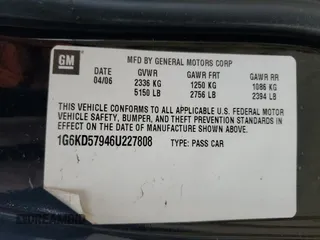 GM
MFD BY GENERAL MOTORS CORP
DATE GVWR GAWR FRT GAWR RR
04/06 2336 KG 1250 KG 1086 KG
5150 LB 2756 LB 2394 LB
THIS VEHICLE CONFORMS TO ALL APPLICABLE U.S. FEDERAL MOTOR
VEHICLE SAFETY, BUMPER, AND THEFT PREVENTION STANDARDS IN
EFFECT ON THE DATE OF MANUFACTURE SHOWN ABOVE.
1G6KD57946U227808 TYPE: PASS CAR